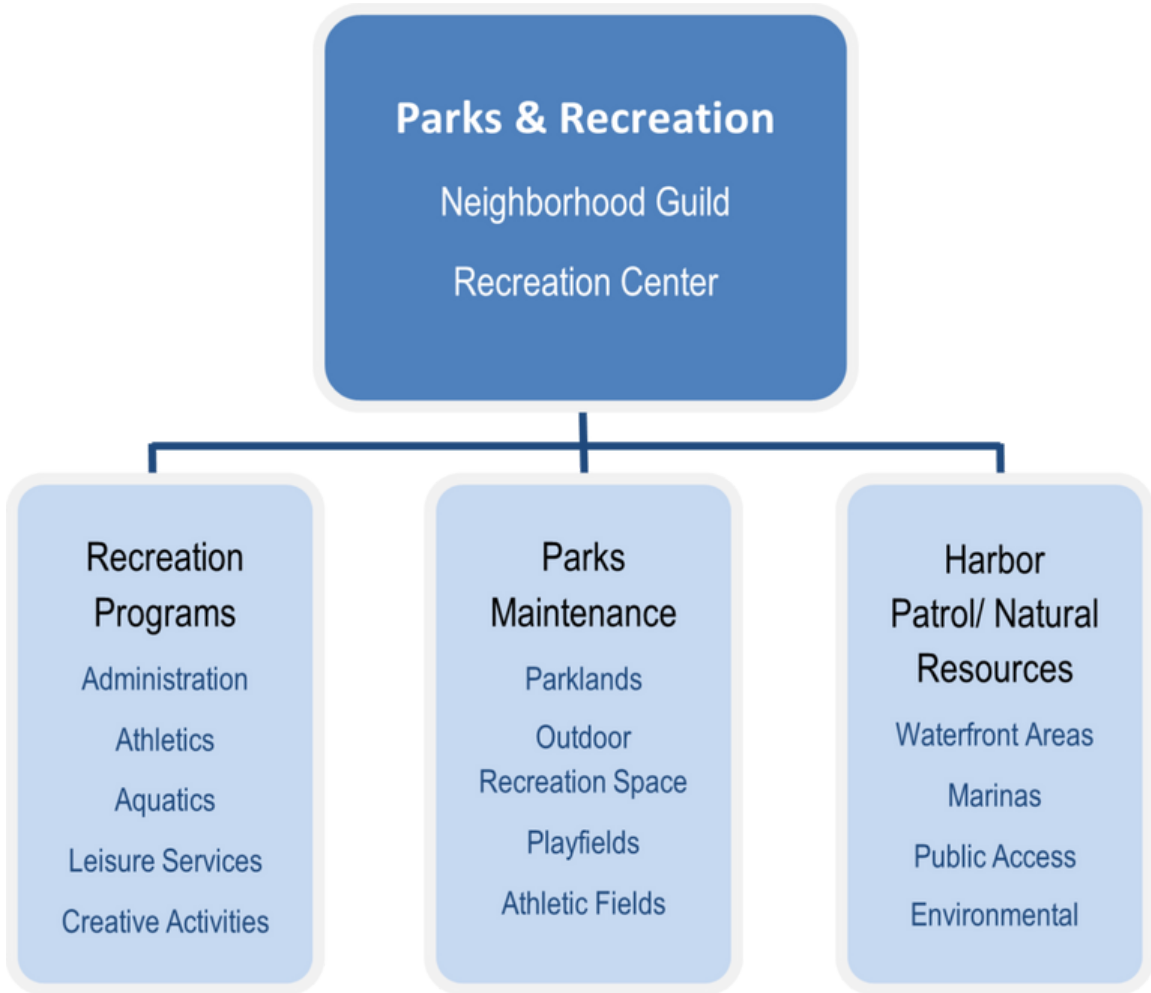 Parks & Recreation
Neighborhood Guild
Recreation Center
Recreation
Programs
Administration
Athletics
Aquatics
Leisure Services
Creative Activities
Parks
Maintenance
Parklands
Outdoor
Recreation Space
Playfields
Athletic Fields
Harbor
Patrol/ Natural
Resources
Waterfront Areas
Marinas
Public Access
Environmental